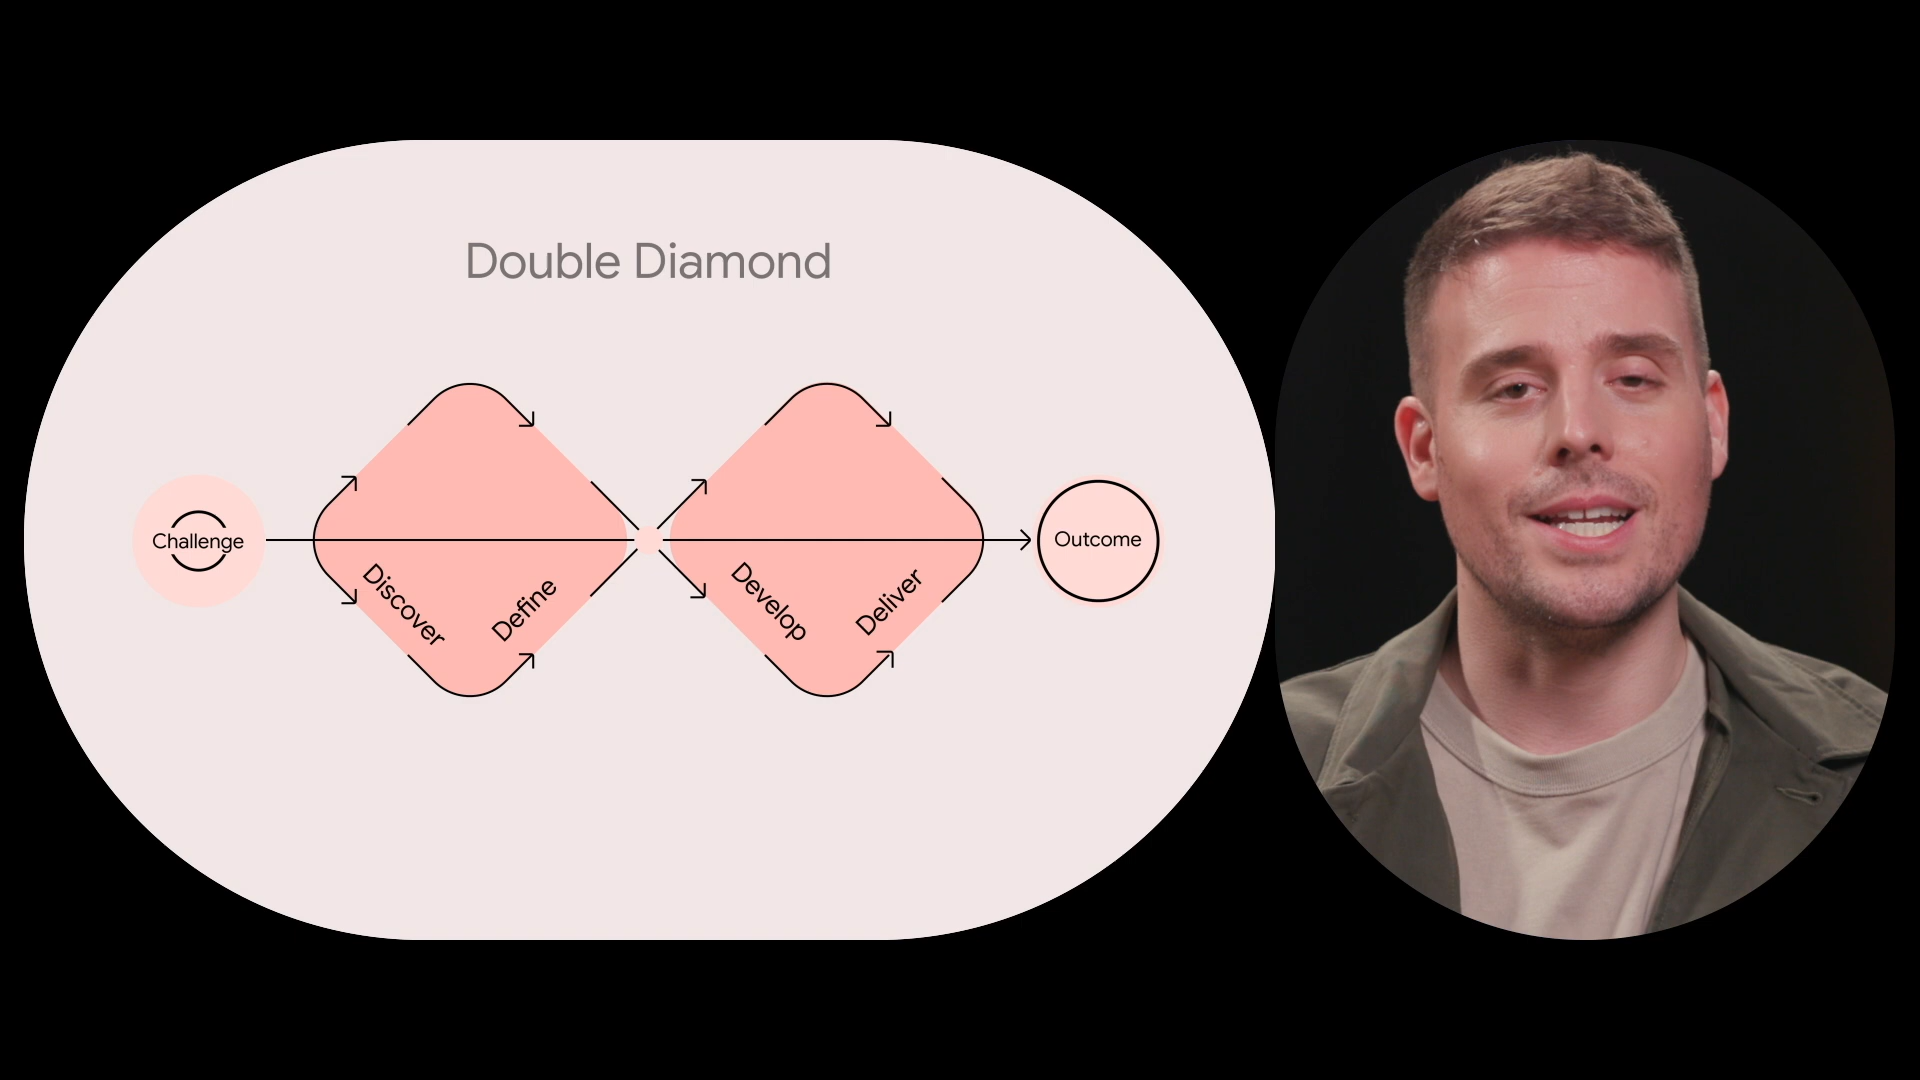 Double Diamond
Challenge
Discover
Define
Develop
Deliver
Outcome